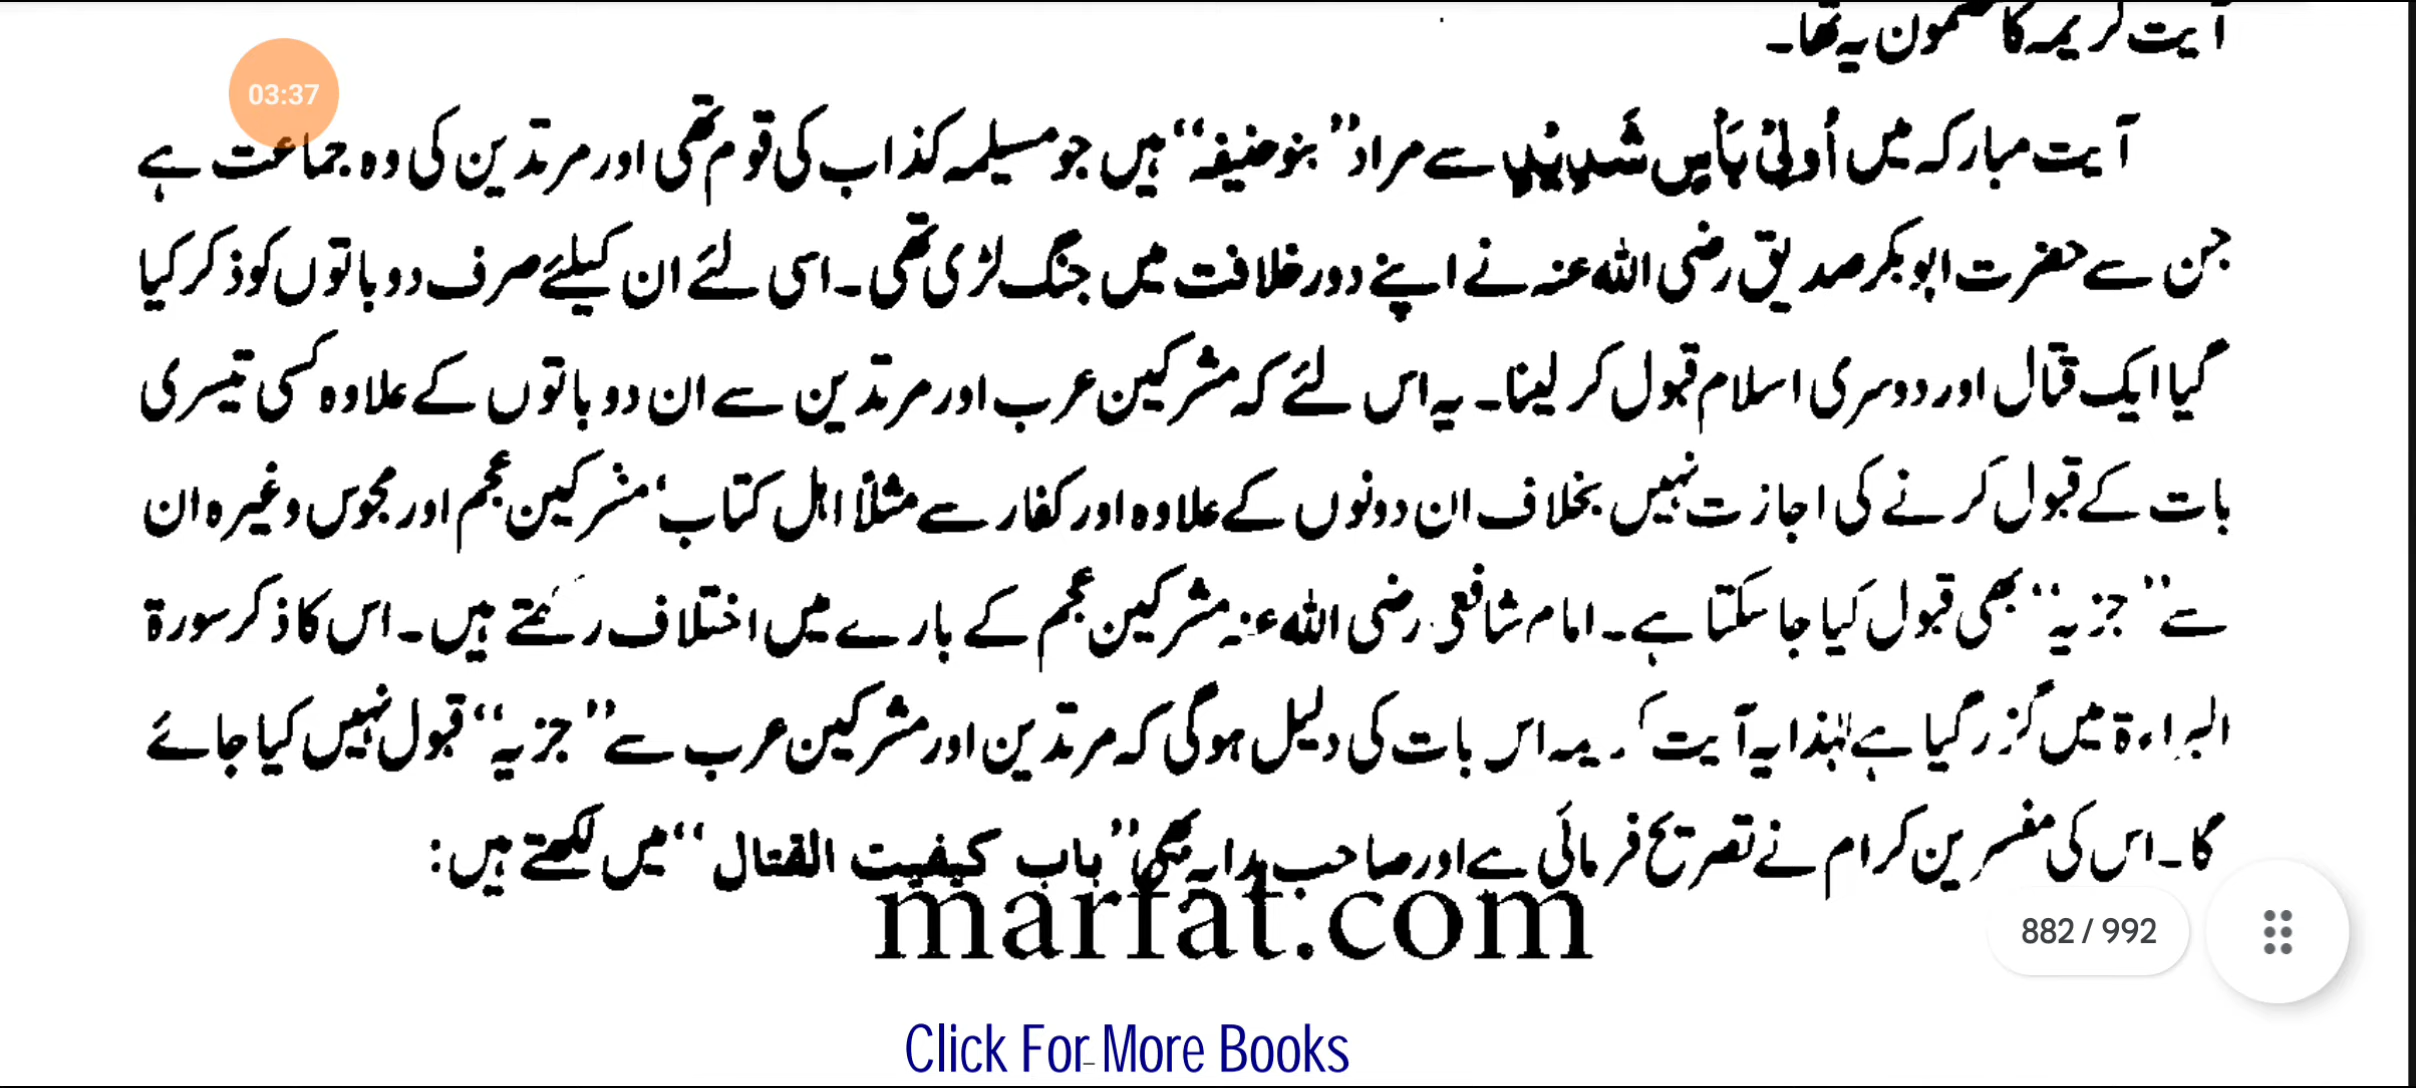 آیت کریمہ کا مضمون یہ تھا۔
03:37
آیت مبارکہ میں أُولِیْ بَأْسٍ شَدِیْدٍ سے مراد ’’بنو حنیفہ‘‘ ہیں جو مسیلمہ کذاب کی قوم تھی اور مرتدین کی وہ جماعت ہے
جن سے حضرت ابو بکر صدیق رضی اللہ عنہ نے اپنے دور خلافت میں جنگ لڑی تھی۔ اسی لئے ان کیلئے صرف دو باتوں کو ذکر کیا
گیا ایک قتال اور دوسری اسلام قبول کر لینا۔ یہ اس لئے کہ مشرکین عرب اور مرتدین سے ان دو باتوں کے علاوہ کسی تیسری
بات کے قبول کرنے کی اجازت نہیں بخلاف ان دونوں کے علاوہ اور کفار سے مثلاً اہل کتاب‘ مشرکین عجم اور مجوس وغیرہ ان
سے ’’جزیہ‘‘ بھی قبول کیا جا سکتا ہے۔ امام شافعی رضی اللہ عنہ مشرکین عجم کے بارے میں اختلاف رکھتے ہیں۔ اس کا ذکر سورۃ
البراءۃ میں گزر گیا ہے لہٰذا یہ آیت کریمہ اس بات کی دلیل ہوگی کہ مرتدین اور مشرکین عرب سے ’’جزیہ‘‘ قبول نہیں کیا جائے
گا۔ اس کی مفسرین کرام نے تصریح فرمائی ہے اور صاحب ہدایہ بھی ’’باب کیفیت القتال‘‘ میں لکھتے ہیں:
marfat.com
882 / 992
Click For More Books